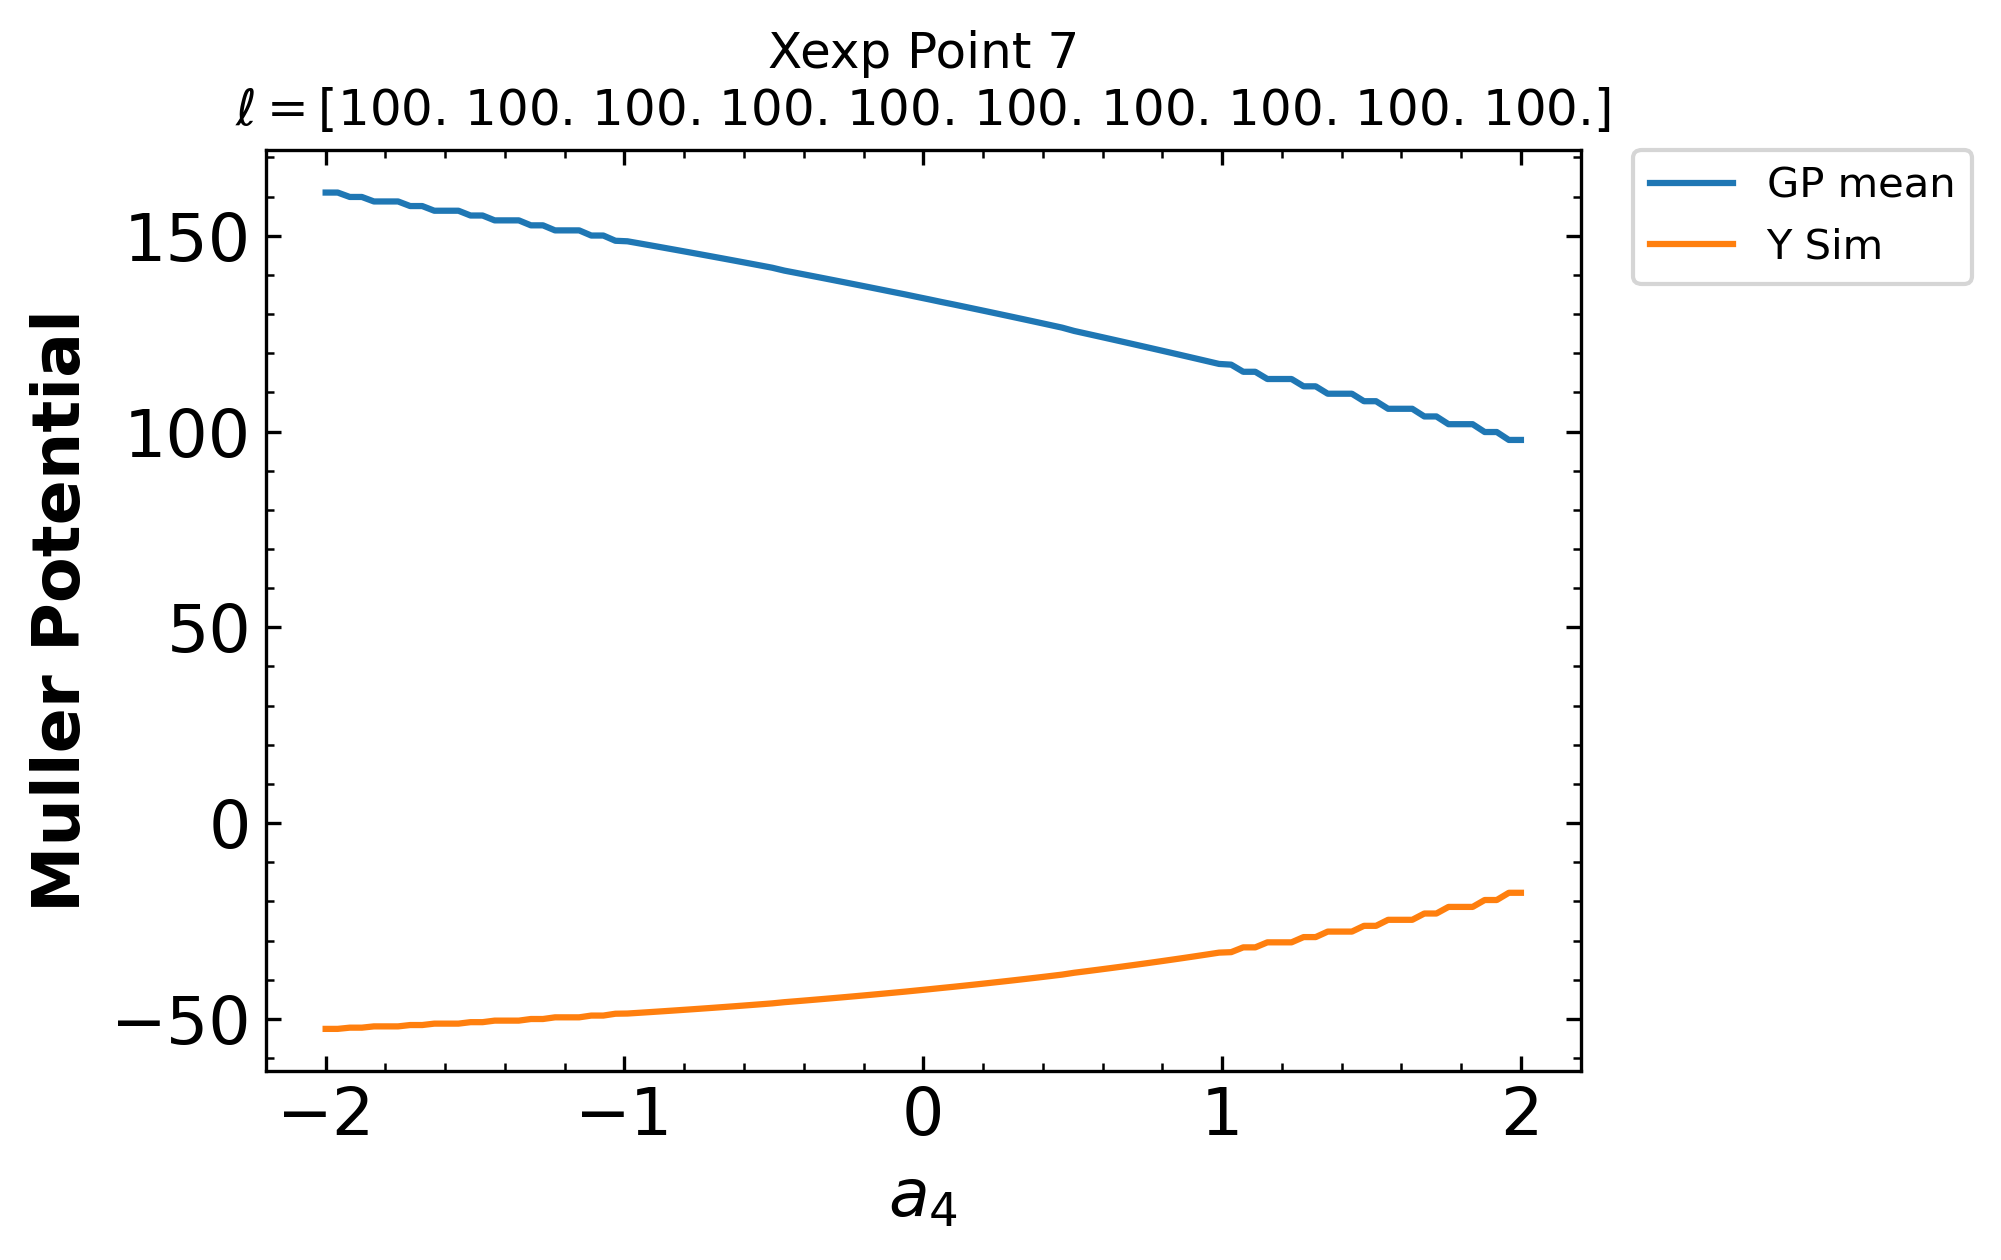 Xexp Point 7
ℓ = [100. 100. 100. 100. 100. 100. 100. 100. 100. 100.]
GP mean
Y Sim
Muller Potential
150
100
50
0
−50
−2 −1 0 1 2
a₄